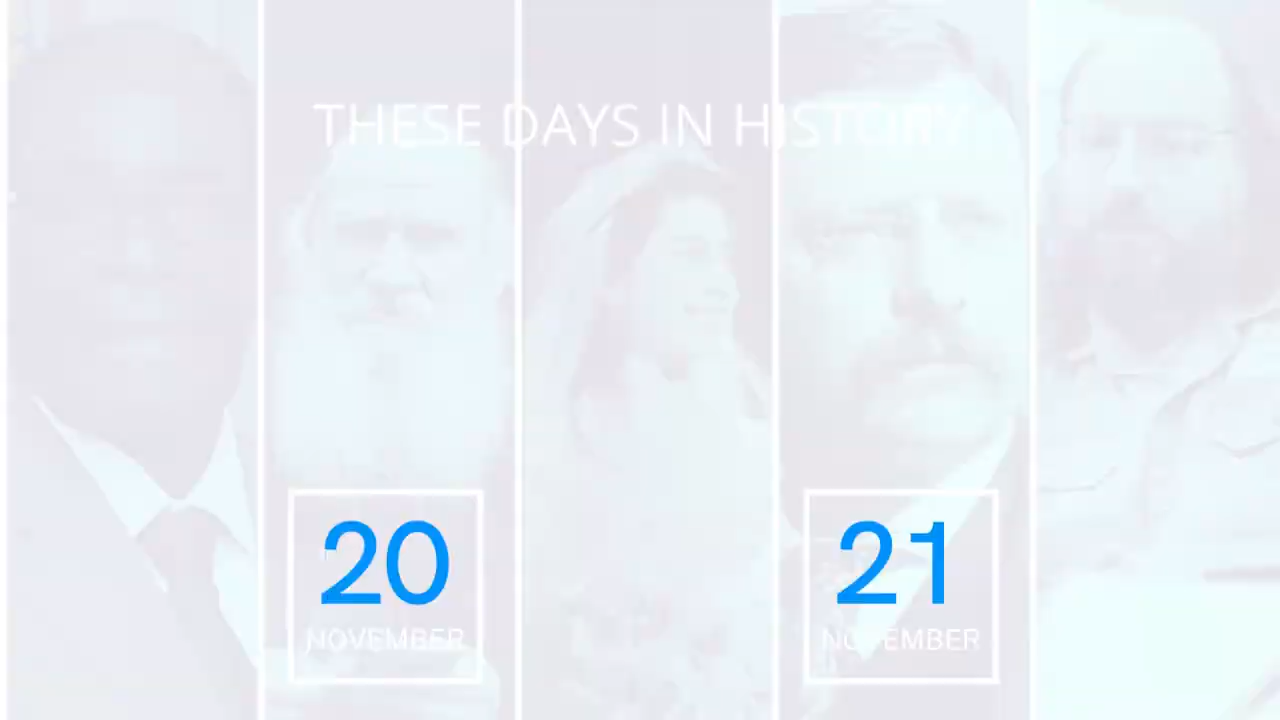 THESE DAYS IN HISTORY
20
NOVEMBER
21
NOVEMBER